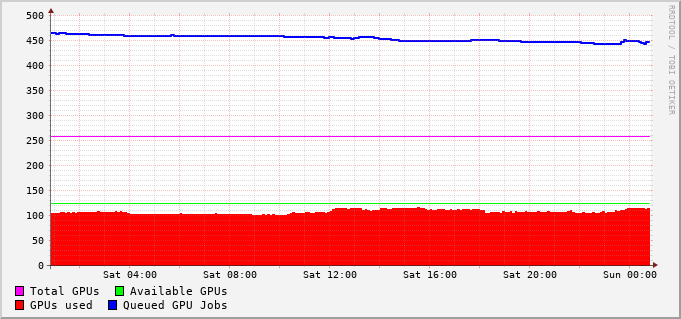 500
450
400
350
300
250
200
150
100
50
0
Sat 04:00 Sat 08:00 Sat 12:00 Sat 16:00 Sat 20:00 Sun 00:00
Total GPUs Available GPUs
GPUs used Queued GPU Jobs
RRDTOOL / TOBI OETIKER